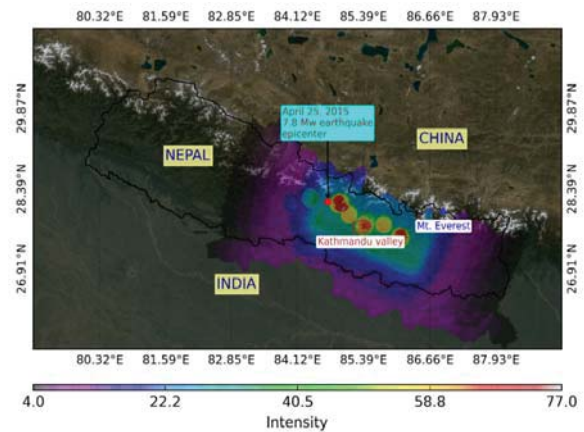 80.32°E 81.59°E 82.85°E 84.12°E 85.39°E 86.66°E 87.93°E
29.87°N
28.39°N
26.91°N
April 25, 2015
7.8 Mw earthquake
epicenter
CHINA
NEPAL
Mt. Everest
Kathmandu valley
INDIA
29.87°N
28.39°N
26.91°N
80.32°E 81.59°E 82.85°E 84.12°E 85.39°E 86.66°E 87.93°E
4.0 22.2 40.5 58.8 77.0
Intensity